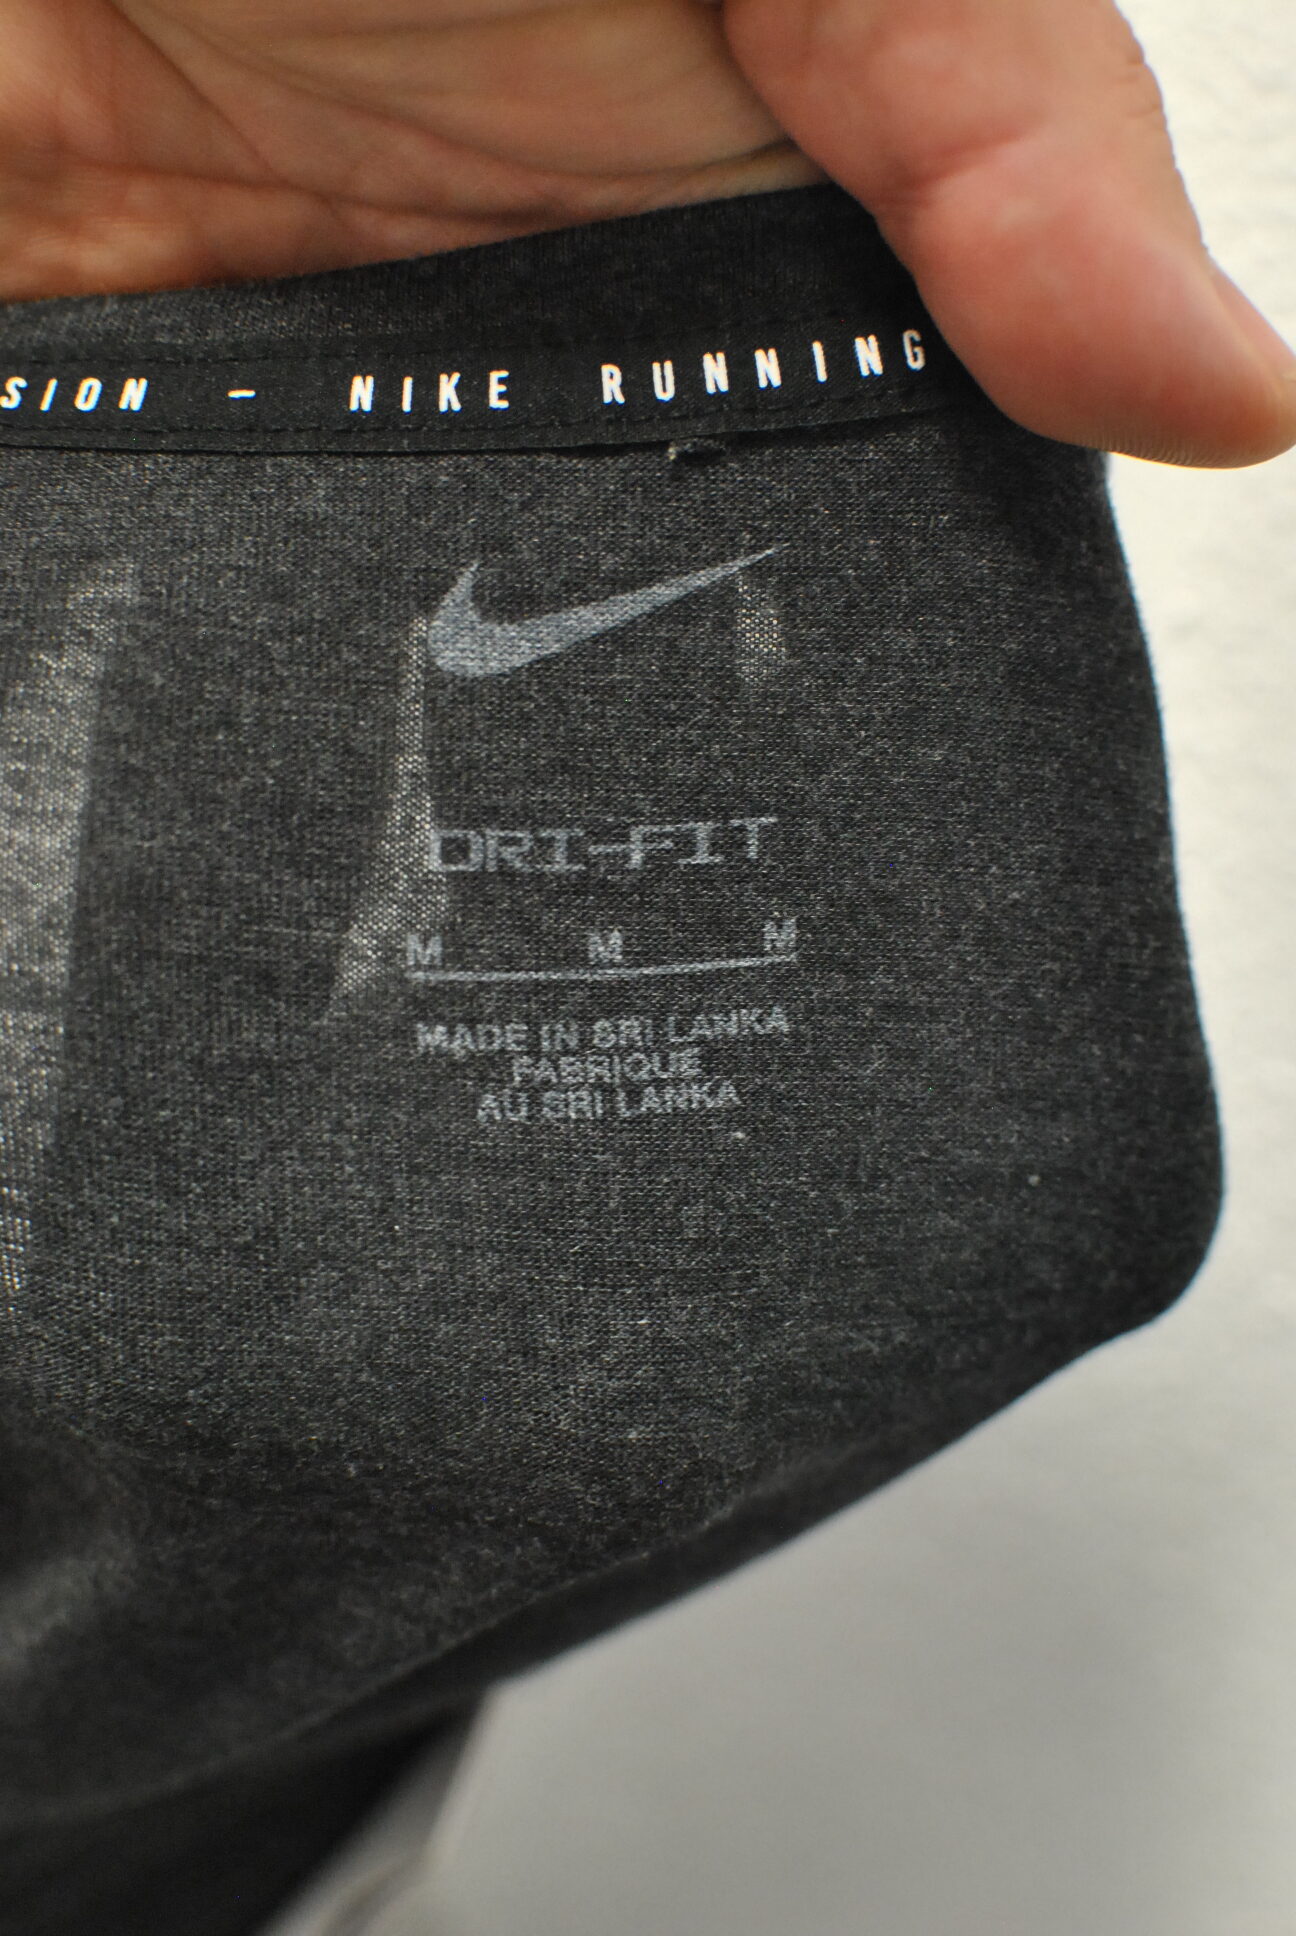 SION – NIKE RUNNING
DRI-FIT
M M M
MADE IN SRI LANKA
FABRIQUE
AU SRI LANKA